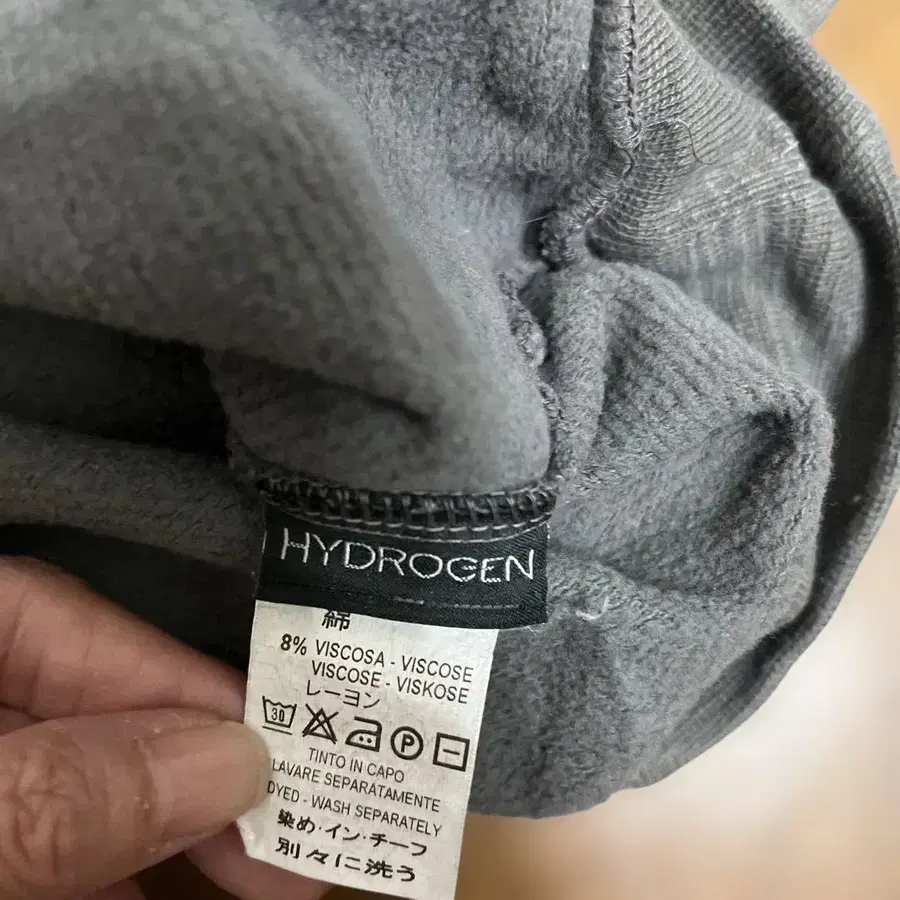 HYDROGEN
綿
8% VISCOSA - VISCOSE
VISCOSE - VISKOSE
レーヨン
30 P
TINTO IN CAPO
LAVARE SEPARATAMENTE
DYED - WASH SEPARATELY
染め・イン・チーフ
別々に洗う